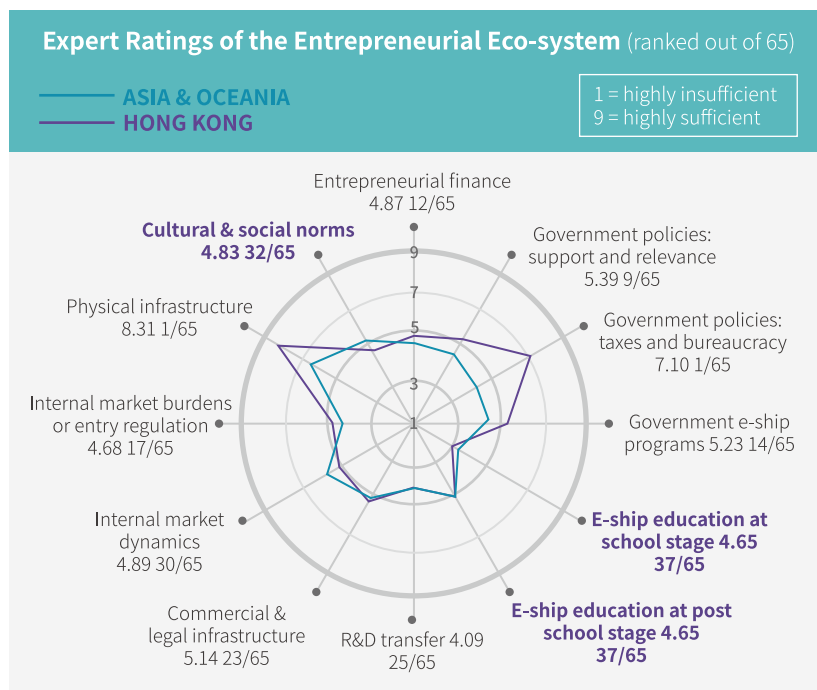 Expert Ratings of the Entrepreneurial Eco-system (ranked out of 65)
ASIA & OCEANIA
HONG KONG
1 = highly insufficient
9 = highly sufficient
Entrepreneurial finance
4.87 12/65
Cultural & social norms
4.83 32/65
Government policies:
support and relevance
5.39 9/65
Physical infrastructure
8.31 1/65
Government policies:
taxes and bureaucracy
7.10 1/65
Internal market burdens
or entry regulation
4.68 17/65
Government e-ship
programs 5.23 14/65
Internal market
dynamics
4.89 30/65
E-ship education at
school stage 4.65
37/65
Commercial &
legal infrastructure
5.14 23/65
R&D transfer 4.09
25/65
E-ship education at post
school stage 4.65
37/65
9
7
5
3
1